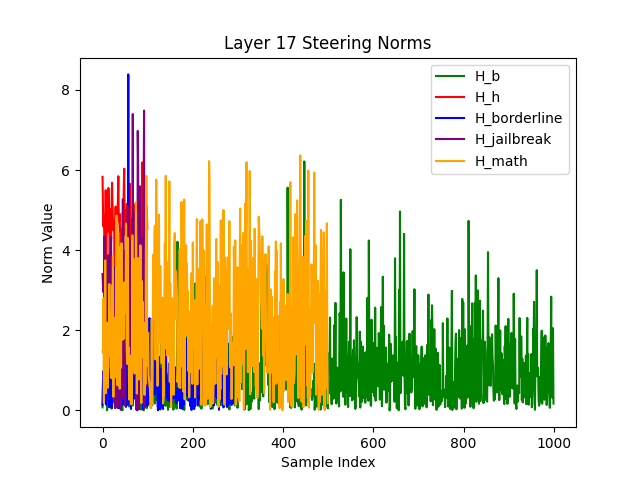 Layer 17 Steering Norms
H_b
H_h
H_borderline
H_jailbreak
H_math
Norm Value
8
6
4
2
0
0 200 400 600 800 1000
Sample Index